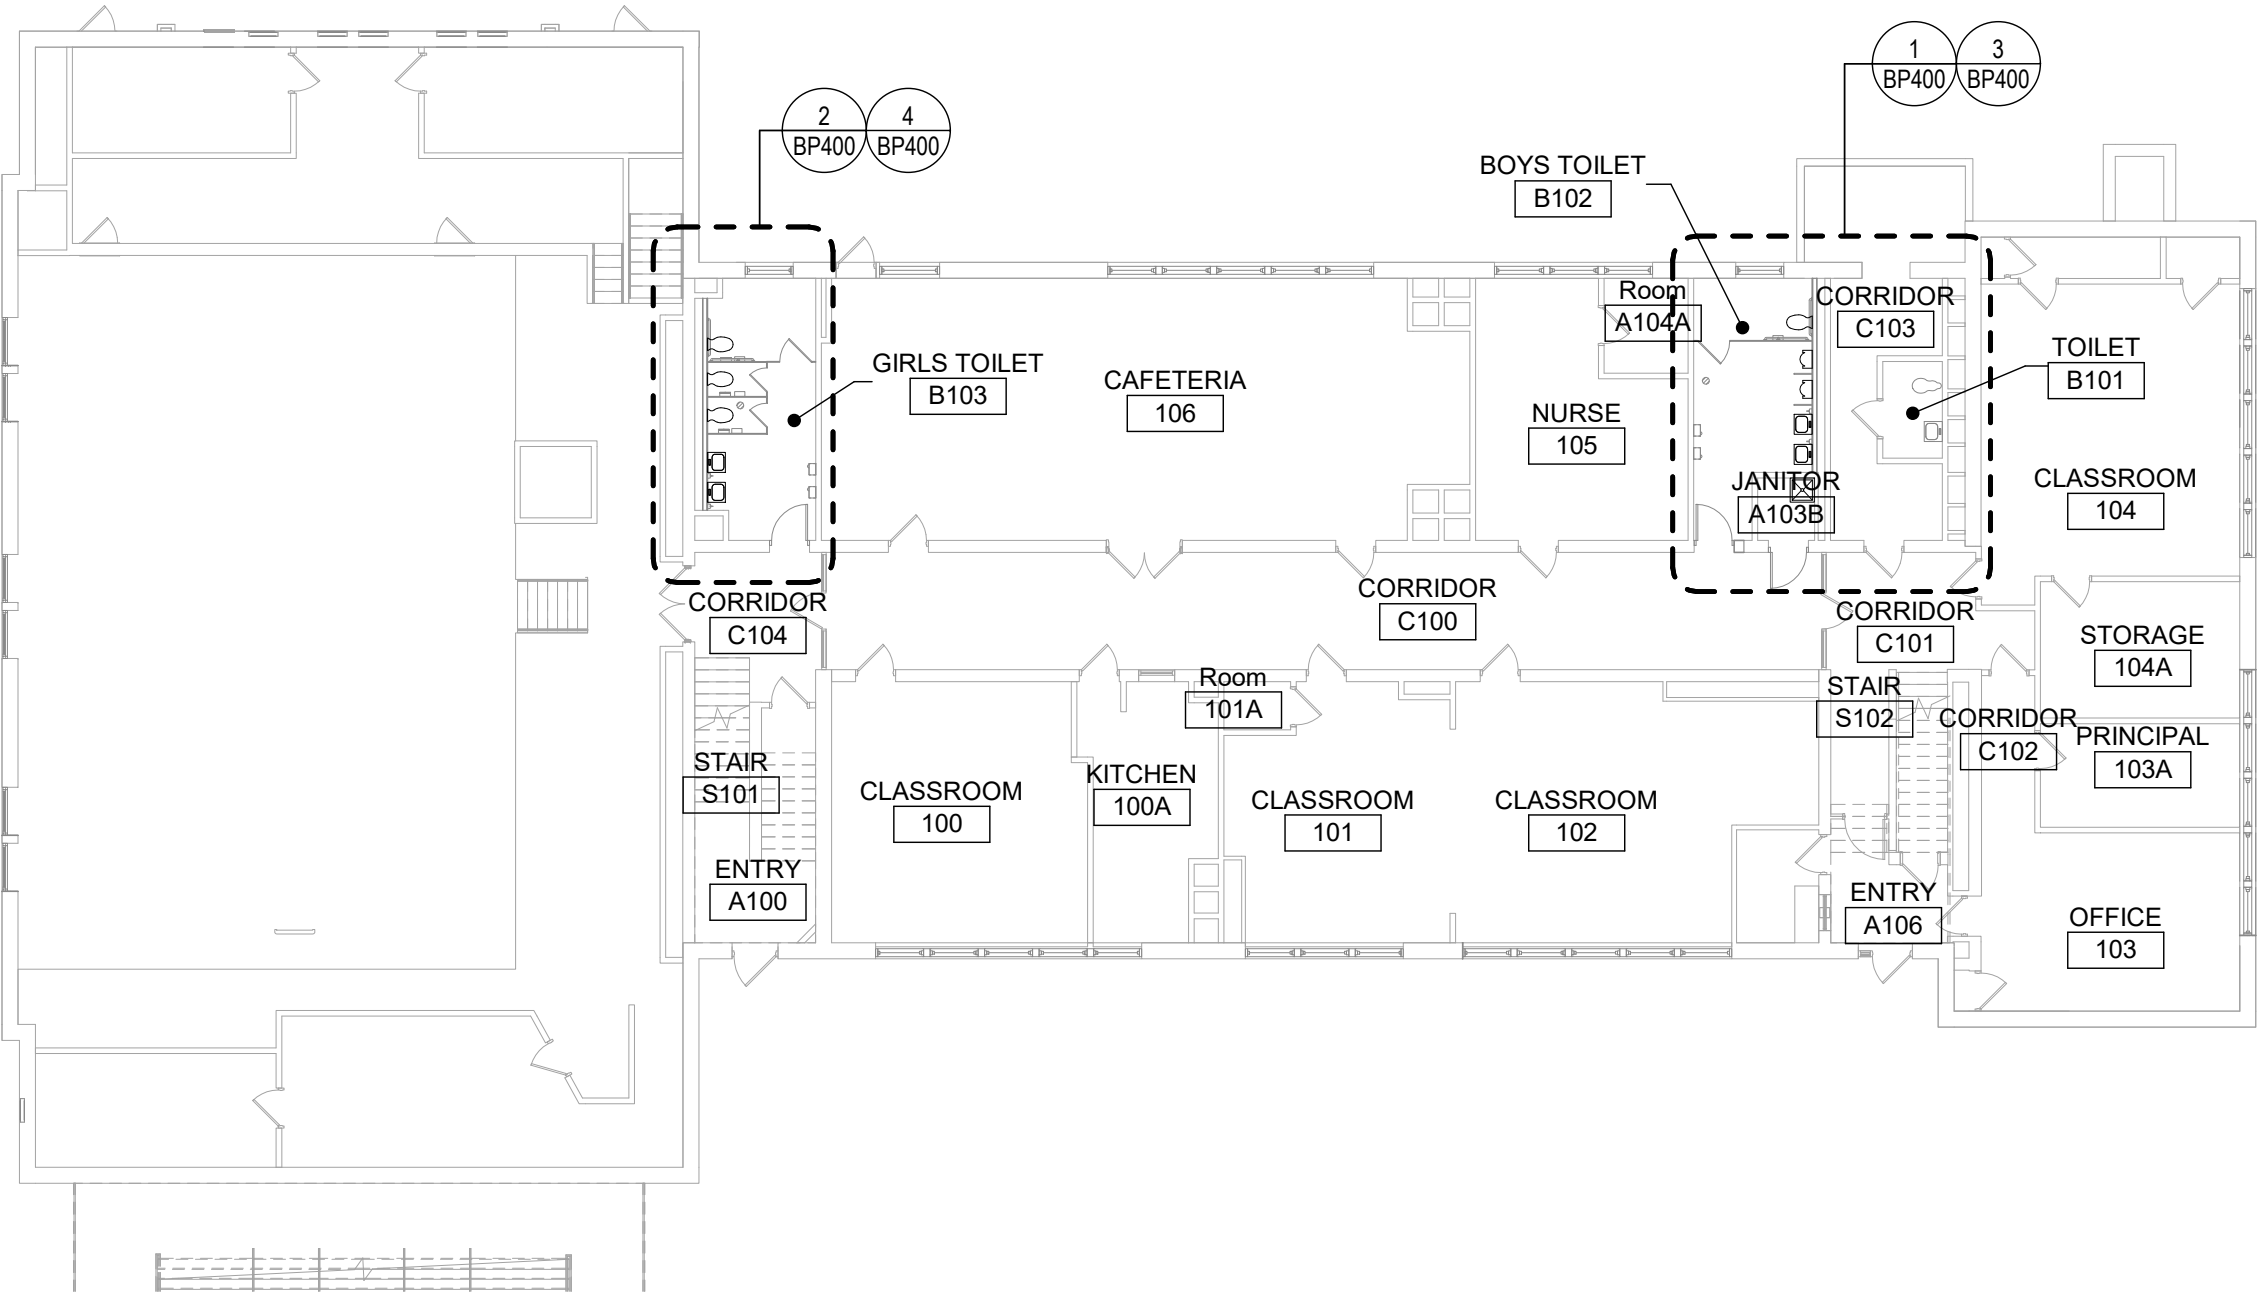 1
BP400
3
BP400
2
BP400
4
BP400
BOYS TOILET
B102
Room
A104A
CORRIDOR
C103
TOILET
B101
GIRLS TOILET
B103
CAFETERIA
106
NURSE
105
JANITOR
A103B
CLASSROOM
104
CORRIDOR
C104
CORRIDOR
C100
CORRIDOR
C101
STORAGE
104A
Room
101A
STAIR
S102
CORRIDOR
C102
PRINCIPAL
103A
STAIR
S101
CLASSROOM
100
KITCHEN
100A
CLASSROOM
101
CLASSROOM
102
ENTRY
A100
ENTRY
A106
OFFICE
103